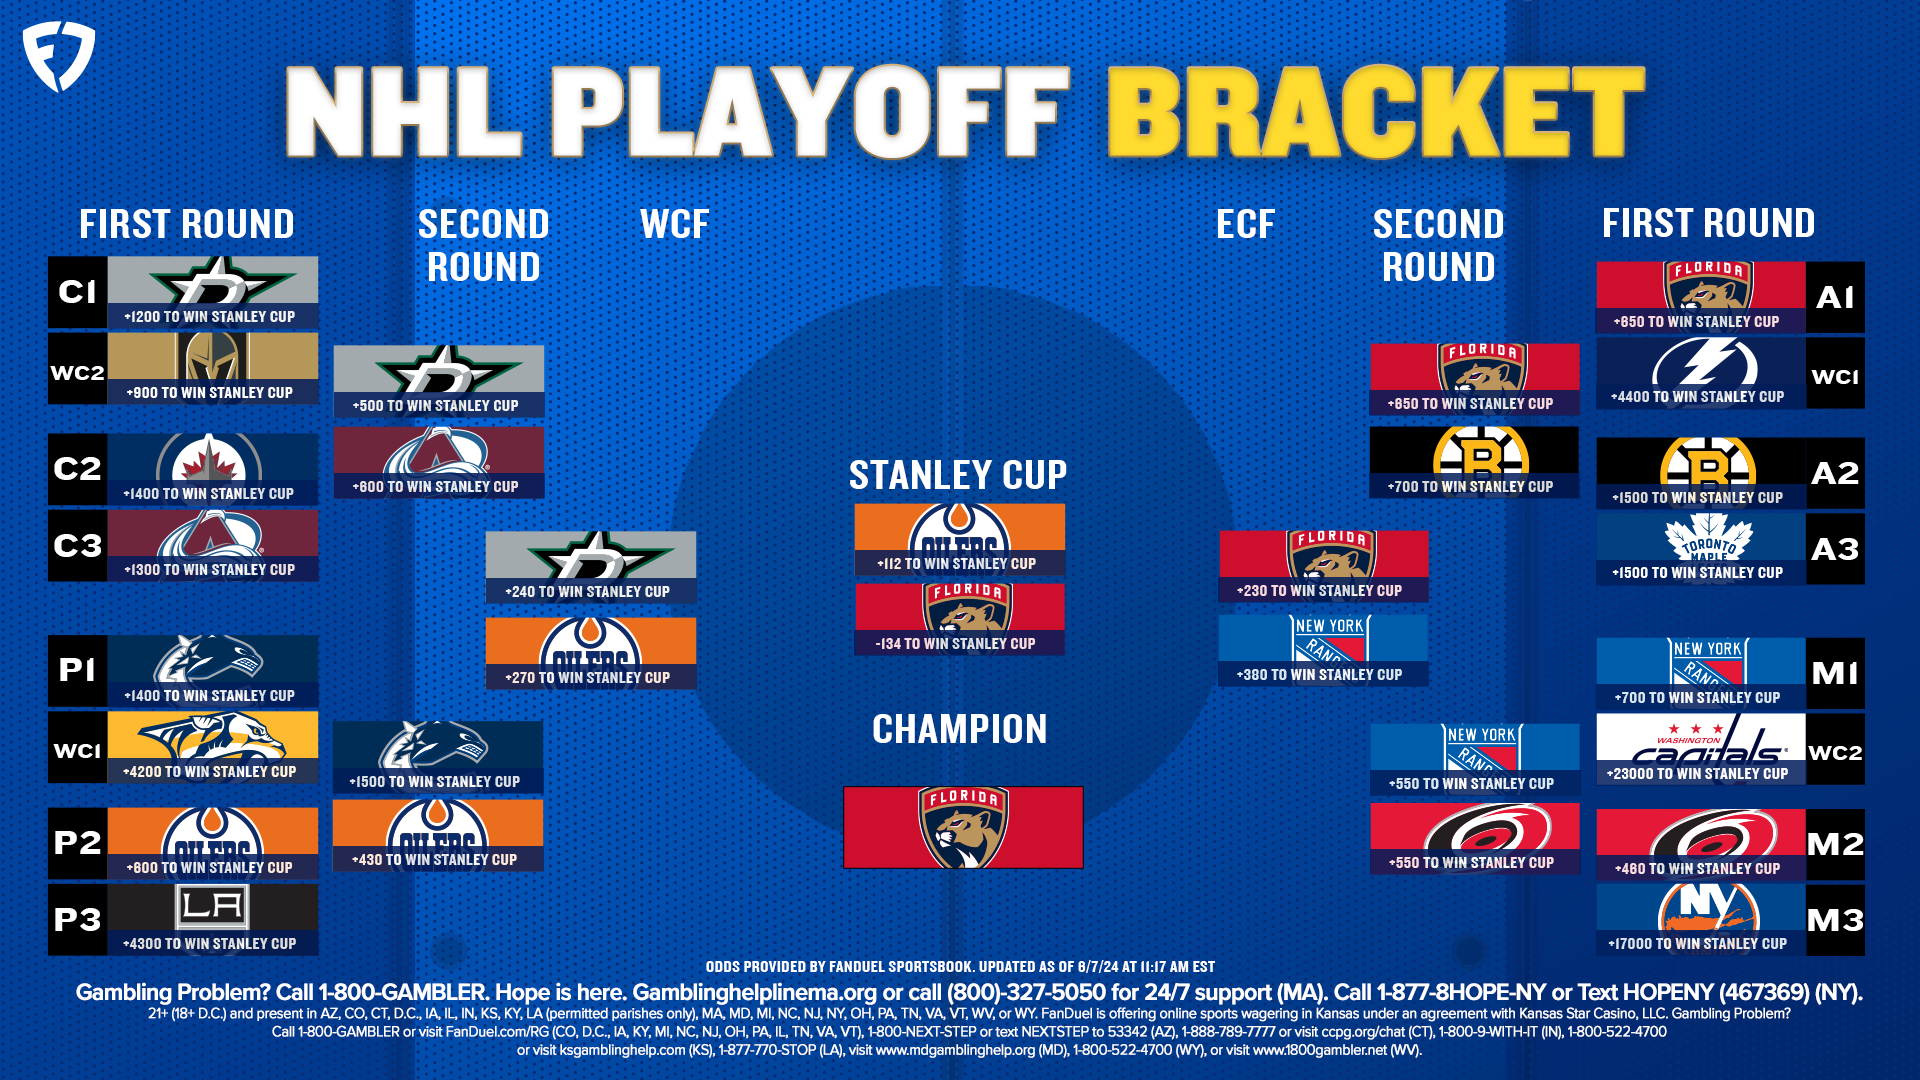 NHL PLAYOFF BRACKET
FIRST ROUND
C1
+1200 TO WIN STANLEY CUP
WC2
+900 TO WIN STANLEY CUP
C2
+1400 TO WIN STANLEY CUP
C3
+1300 TO WIN STANLEY CUP
P1
+1400 TO WIN STANLEY CUP
WC1
+4200 TO WIN STANLEY CUP
P2
OILERS
+600 TO WIN STANLEY CUP
P3
LA
+4300 TO WIN STANLEY CUP
SECOND
ROUND
+500 TO WIN STANLEY CUP
+600 TO WIN STANLEY CUP
+1500 TO WIN STANLEY CUP
OILERS
+430 TO WIN STANLEY CUP
WCF
+240 TO WIN STANLEY CUP
OILERS
+270 TO WIN STANLEY CUP
STANLEY CUP
OILERS
+112 TO WIN STANLEY CUP
FLORIDA
-134 TO WIN STANLEY CUP
CHAMPION
FLORIDA
ECF
FLORIDA
+230 TO WIN STANLEY CUP
NEW YORK
RANG
+380 TO WIN STANLEY CUP
SECOND
ROUND
FLORIDA
+650 TO WIN STANLEY CUP
B
+700 TO WIN STANLEY CUP
NEW YORK
RANG
+550 TO WIN STANLEY CUP
+550 TO WIN STANLEY CUP
FIRST ROUND
FLORIDA
+650 TO WIN STANLEY CUP
A1
+4400 TO WIN STANLEY CUP
WC1
B
+1500 TO WIN STANLEY CUP
A2
TORONTO
MAPLE
+1500 TO WIN STANLEY CUP
A3
NEW YORK
RANG
+700 TO WIN STANLEY CUP
M1
WASHINGTON
capitals
+23000 TO WIN STANLEY CUP
WC2
+460 TO WIN STANLEY CUP
M2
NY
+17000 TO WIN STANLEY CUP
M3
ODDS PROVIDED BY FANDUEL SPORTSBOOK. UPDATED AS OF 6/7/24 AT 11:17 AM EST
Gambling Problem? Call 1-800-GAMBLER. Hope is here. Gamblinghelplinema.org or call (800)-327-5050 for 24/7 support (MA). Call 1-877-8HOPE-NY or Text HOPENY (467369) (NY).
21+ (18+ D.C.) and present in AZ, CO, CT, D.C., IA, IL, IN, KS, KY, LA (permitted parishes only), MA, MD, MI, NC, NJ, NY, OH, PA, TN, VA, VT, WV, or WY. FanDuel is offering online sports wagering in Kansas under an agreement with Kansas Star Casino, LLC. Gambling Problem?
Call 1-800-GAMBLER or visit FanDuel.com/RG (CO, D.C., IA, KY, MI, NC, NJ, OH, PA, IL, TN, VA, VT), 1-800-NEXT-STEP or text NEXTSTEP to 53342 (AZ), 1-888-789-7777 or visit ccpg.org/chat (CT), 1-800-9-WITH-IT (IN), 1-800-522-4700
or visit ksgamblinghelp.com (KS), 1-877-770-STOP (LA), visit www.mdgamblinghelp.org (MD), 1-800-522-4700 (WY), or visit www.1800gambler.net (WV).